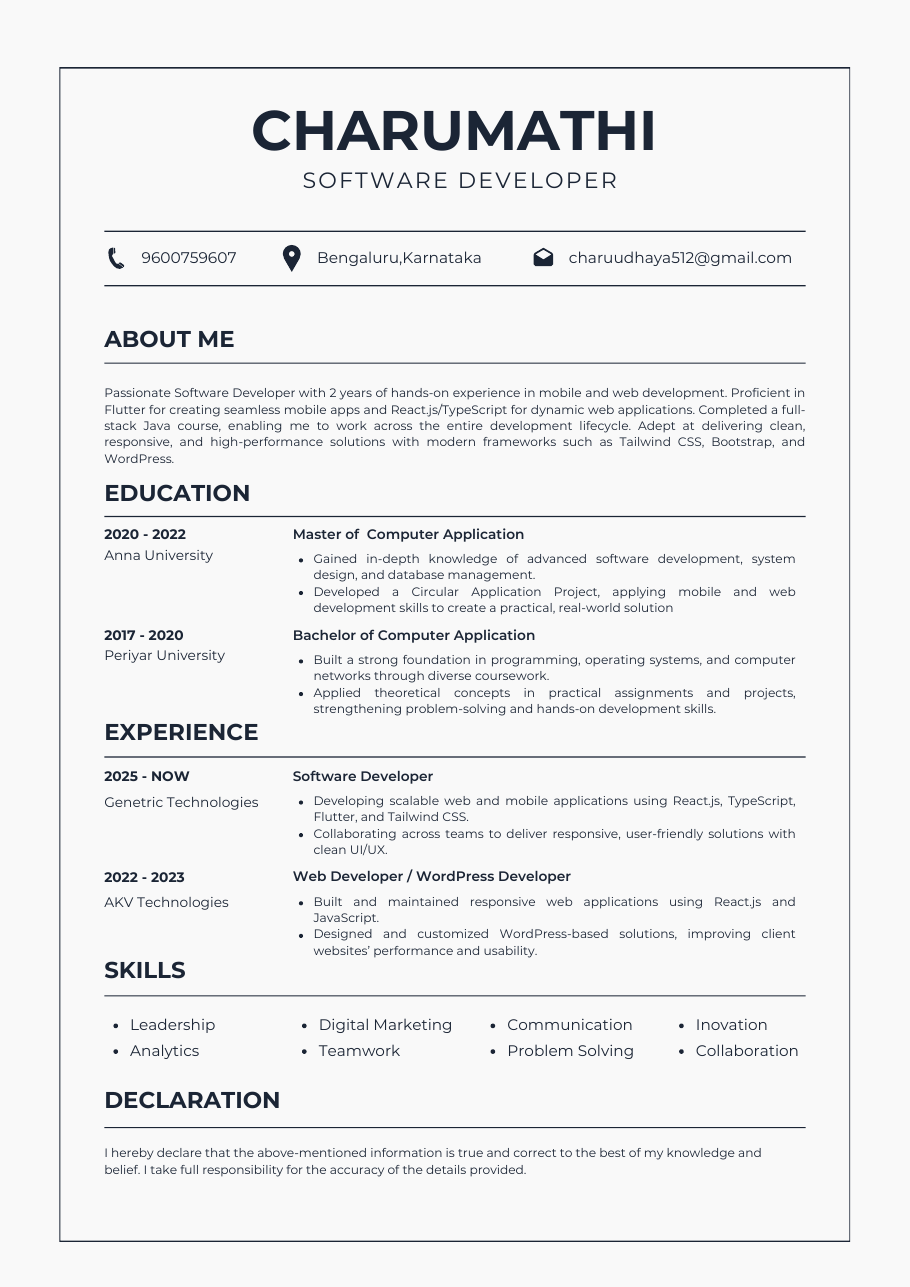 CHARUMATHI
SOFTWARE DEVELOPER
9600759607 Bengaluru,Karnataka charuudhaya512@gmail.com
ABOUT ME
Passionate Software Developer with 2 years of hands-on experience in mobile and web development. Proficient in
Flutter for creating seamless mobile apps and React.js/TypeScript for dynamic web applications. Completed a full-
stack Java course, enabling me to work across the entire development lifecycle. Adept at delivering clean,
responsive, and high-performance solutions with modern frameworks such as Tailwind CSS, Bootstrap, and
WordPress.
EDUCATION
2020 - 2022
Anna University
Master of  Computer Application
• Gained in-depth knowledge of advanced software development, system
design, and database management.
• Developed a Circular Application Project, applying mobile and web
development skills to create a practical, real-world solution
2017 - 2020
Periyar University
Bachelor of Computer Application
• Built a strong foundation in programming, operating systems, and computer
networks through diverse coursework.
• Applied theoretical concepts in practical assignments and projects,
strengthening problem-solving and hands-on development skills.
EXPERIENCE
2025 - NOW
Genetric Technologies
Software Developer
• Developing scalable web and mobile applications using React.js, TypeScript,
Flutter, and Tailwind CSS.
• Collaborating across teams to deliver responsive, user-friendly solutions with
clean UI/UX.
2022 - 2023
AKV Technologies
Web Developer / WordPress Developer
• Built and maintained responsive web applications using React.js and
JavaScript.
• Designed and customized WordPress-based solutions, improving client
websites’ performance and usability.
SKILLS
• Leadership • Digital Marketing • Communication • Inovation
• Analytics • Teamwork • Problem Solving • Collaboration
DECLARATION
I hereby declare that the above-mentioned information is true and correct to the best of my knowledge and
belief. I take full responsibility for the accuracy of the details provided.